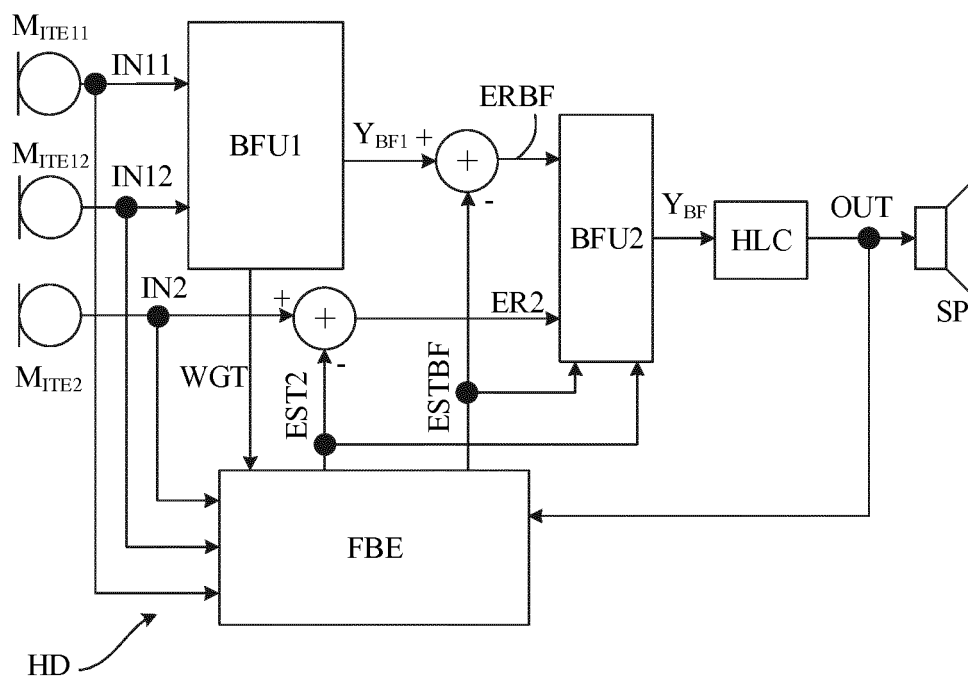 MITE11
IN11
BFU1
YBF1
+
+
-
ERBF
BFU2
YBF
HLC
OUT
SP
MITE12
IN12
IN2
+
+
-
ER2
MITE2
WGT
EST2
ESTBF
FBE
HD